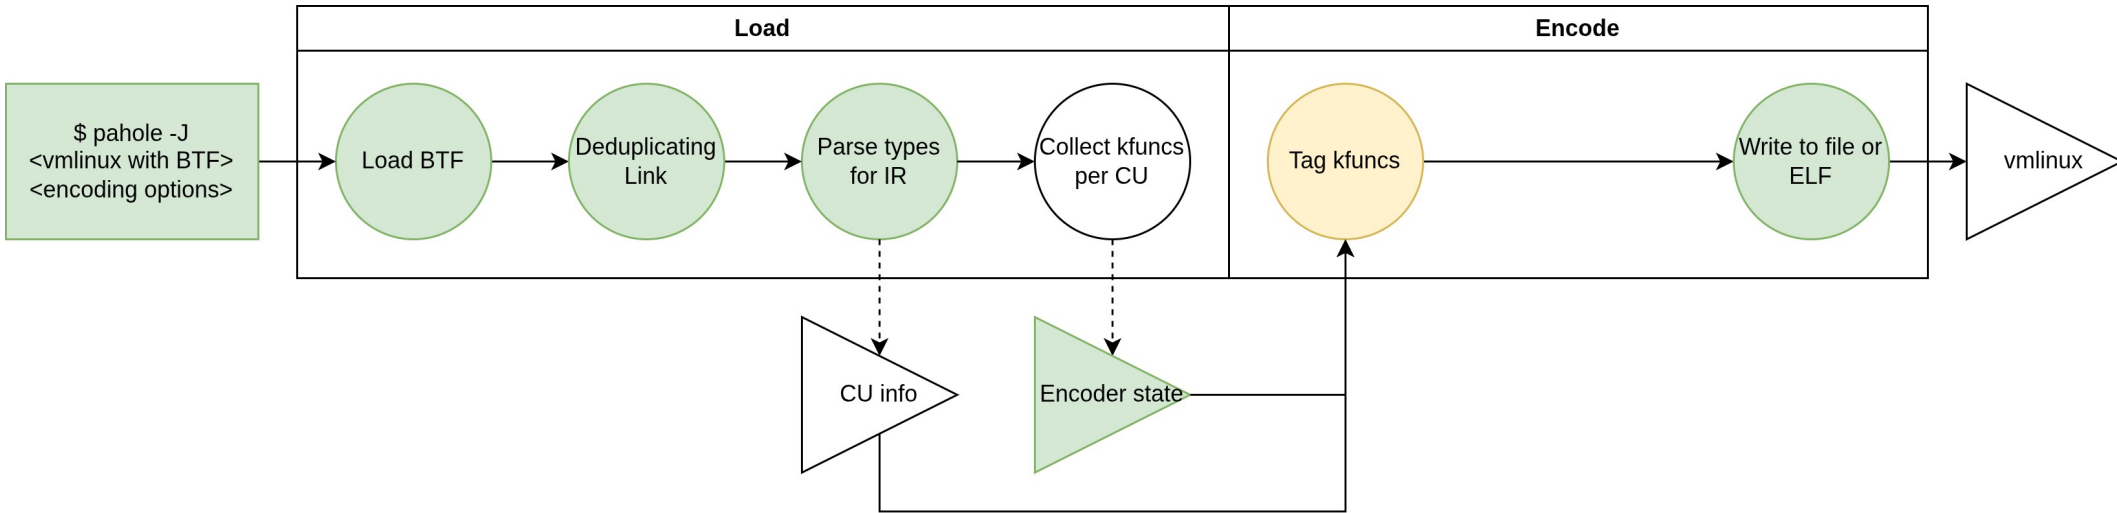 Load
Encode
$ pahole -J
<vmlinux with BTF>
<encoding options>
Load BTF
Deduplicating
Link
Parse types
for IR
Collect kfuncs
per CU
Tag kfuncs
Write to file or
ELF
vmlinux
CU info
Encoder state